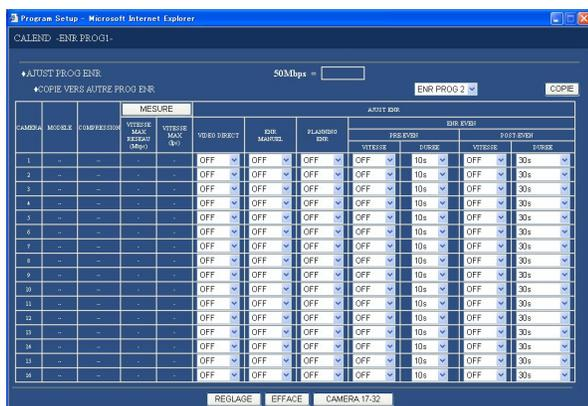 Program Setup - Microsoft Internet Explorer
CALEND -ENR PROG1-
♦AJUST PROG ENR 50Mbps =
♦COPIE VERS AUTRE PROG ENR ENR PROG 2 COPIE
MESURE AJUST ENR
CAMERA MODELE COMPRESSION VITESSE MAX RESEAU (Mbps) VITESSE MAX (ips) VIDEO DIRECT ENR MANUEL PLANNING ENR ENR EVEN
PRE EVEN POST-EVEN
VITESSE DUREE VITESSE DUREE
1 -- -- - - OFF OFF OFF OFF 10s OFF 30s
2 -- -- - - OFF OFF OFF OFF 10s OFF 30s
3 -- -- - - OFF OFF OFF OFF 10s OFF 30s
4 -- -- - - OFF OFF OFF OFF 10s OFF 30s
5 -- -- - - OFF OFF OFF OFF 10s OFF 30s
6 -- -- - - OFF OFF OFF OFF 10s OFF 30s
7 -- -- - - OFF OFF OFF OFF 10s OFF 30s
8 -- -- - - OFF OFF OFF OFF 10s OFF 30s
9 -- -- - - OFF OFF OFF OFF 10s OFF 30s
10 -- -- - - OFF OFF OFF OFF 10s OFF 30s
11 -- -- - - OFF OFF OFF OFF 10s OFF 30s
12 -- -- - - OFF OFF OFF OFF 10s OFF 30s
13 -- -- - - OFF OFF OFF OFF 10s OFF 30s
14 -- -- - - OFF OFF OFF OFF 10s OFF 30s
15 -- -- - - OFF OFF OFF OFF 10s OFF 30s
16 -- -- - - OFF OFF OFF OFF 10s OFF 30s
REGLAGE EFFACE CAMERA 17-32